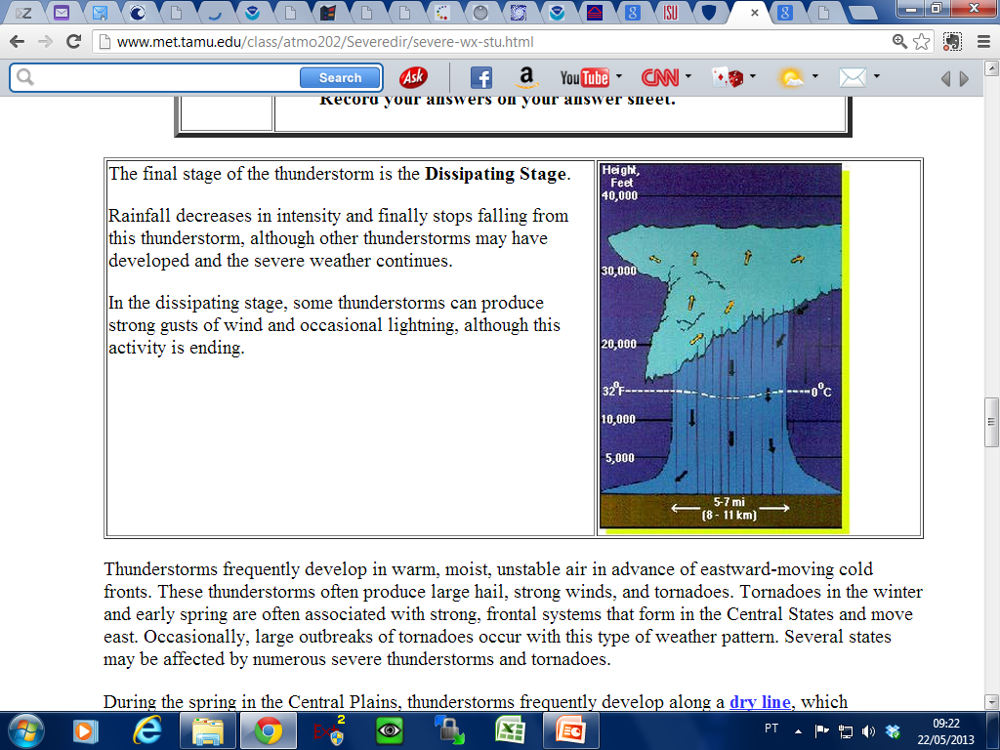 www.met.tamu.edu/class/atmo202/Severedir/severe-wx-stu.html
Search
Ask
f
a
YouTube
CNN
Record your answers on your answer sheet.
The final stage of the thunderstorm is the Dissipating Stage.
Rainfall decreases in intensity and finally stops falling from
this thunderstorm, although other thunderstorms may have
developed and the severe weather continues.
In the dissipating stage, some thunderstorms can produce
strong gusts of wind and occasional lightning, although this
activity is ending.
Height,
Feet
40,000
30,000
20,000
32°F
0°C
10,000
5,000
5-7 mi
(8 - 11 km)
Thunderstorms frequently develop in warm, moist, unstable air in advance of eastward-moving cold
fronts. These thunderstorms often produce large hail, strong winds, and tornadoes. Tornadoes in the winter
and early spring are often associated with strong, frontal systems that form in the Central States and move
east. Occasionally, large outbreaks of tornadoes occur with this type of weather pattern. Several states
may be affected by numerous severe thunderstorms and tornadoes.
During the spring in the Central Plains, thunderstorms frequently develop along a dry line, which
PT
09:22
22/05/2013